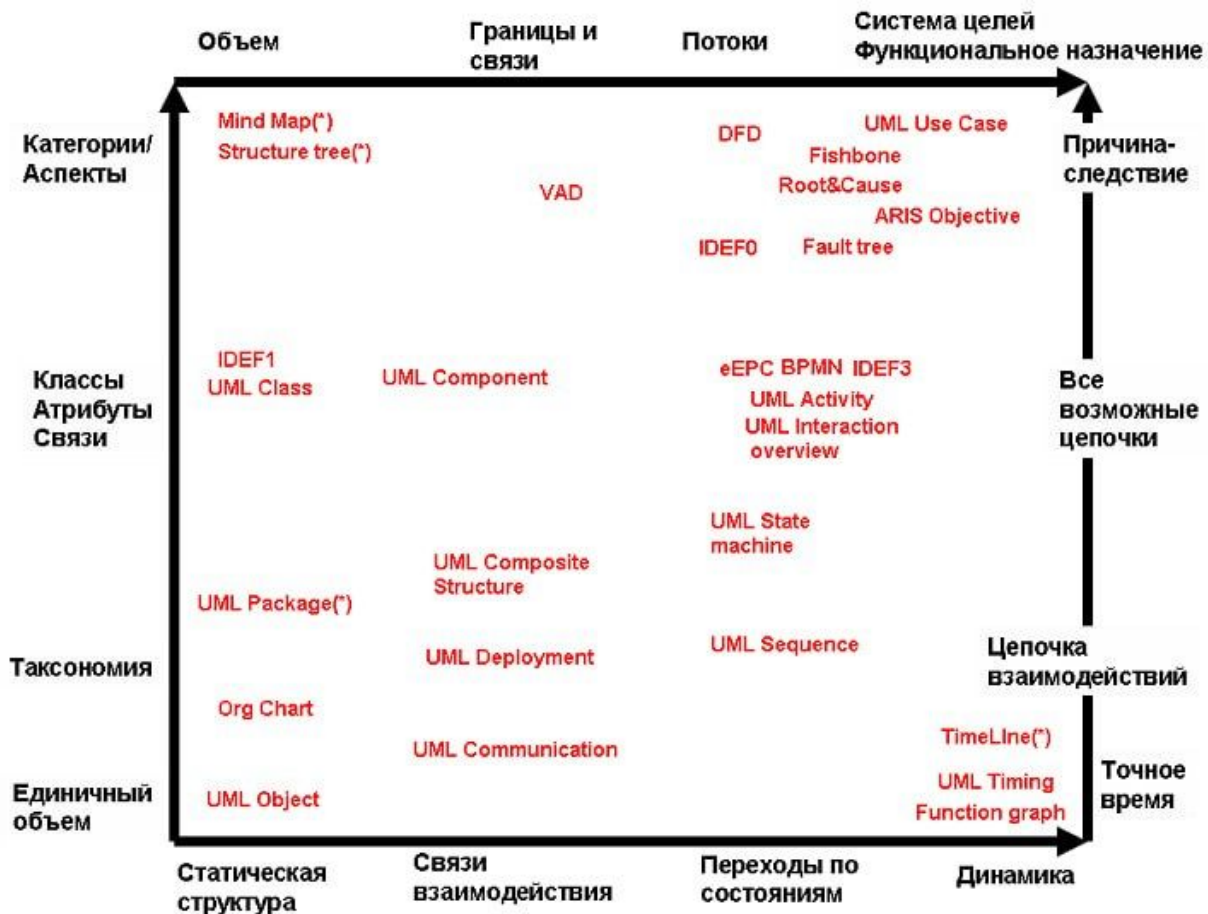 Объем
Границы и
связи
Потоки
Система целей
Функциональное назначение
Категории/
Аспекты
Mind Map(*)
Structure tree(*)
VAD
DFD
UML Use Case
Fishbone
Root&Cause
ARIS Objective
IDEF0
Fault tree
Причина-
следствие
Классы
Атрибуты
Связи
IDEF1
UML Class
UML Component
eEPC
BPMN
IDEF3
UML Activity
UML Interaction
overview
Все
возможные
цепочки
UML State
machine
UML Composite
Structure
UML Package(*)
Таксономия
UML Deployment
UML Sequence
Цепочка
взаимодействий
Org Chart
UML Communication
TimeLIne(*)
Единичный
объем
UML Object
UML Timing
Function graph
Точное
время
Статическая
структура
Связи
взаимодействия
Переходы по
состояниям
Динамика